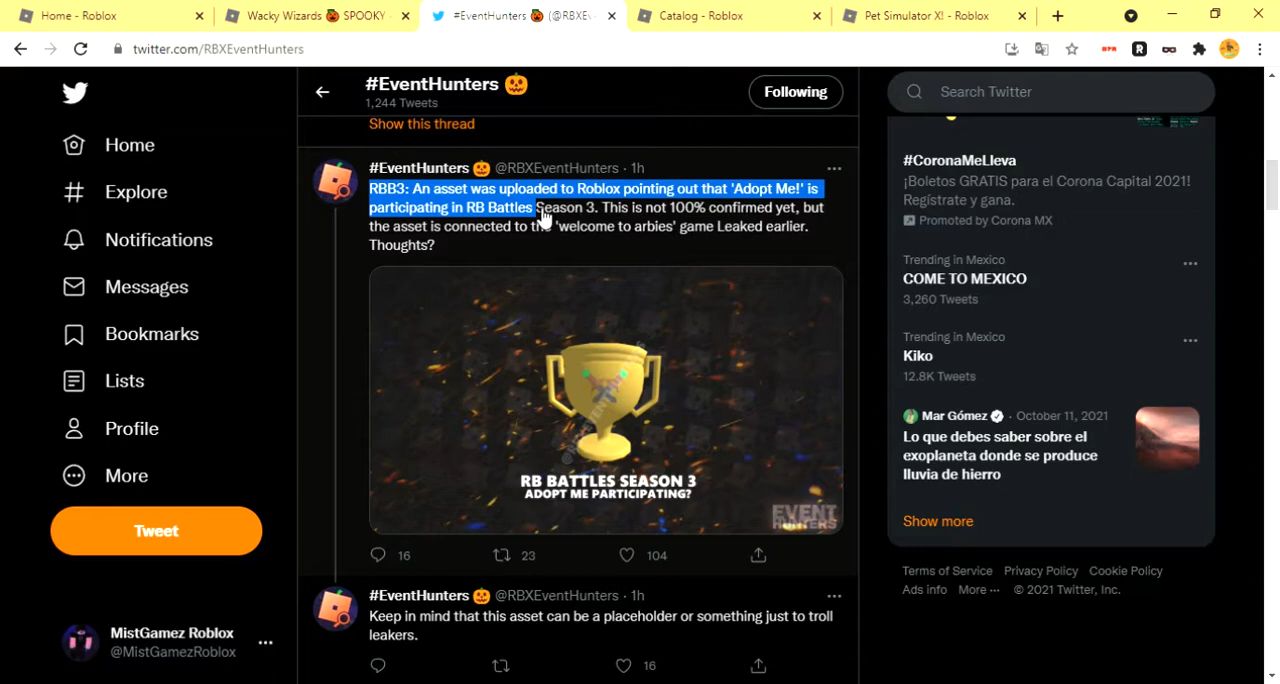 Home - Roblox
Wacky Wizards 🎃 SPOOKY -
#EventHunters 🎃 (@RBXEv
Catalog - Roblox
Pet Simulator X! - Roblox
twitter.com/RBXEventHunters
#EventHunters 🎃
1,244 Tweets
Following
Search Twitter
Home
Explore
Notifications
Messages
Bookmarks
Lists
Profile
More
Tweet
MistGamez Roblox
@MistGamezRoblox
Show this thread
#EventHunters 🎃 @RBXEventHunters · 1h
RBB3: An asset was uploaded to Roblox pointing out that 'Adopt Me!' is
participating in RB Battles Season 3. This is not 100% confirmed yet, but
the asset is connected to the 'welcome to arbies' game Leaked earlier.
Thoughts?
RB BATTLES SEASON 3
ADOPT ME PARTICIPATING?
EVENT
HUNTERS
16 23 104
#EventHunters 🎃 @RBXEventHunters · 1h
Keep in mind that this asset can be a placeholder or something just to troll
leakers.
16
#CoronaMeLleva
¡Boletos GRATIS para el Corona Capital 2021!
Regístrate y gana.
Promoted by Corona MX
Trending in Mexico
COME TO MEXICO
3,260 Tweets
Trending in Mexico
Kiko
12.8K Tweets
Mar Gómez · October 11, 2021
Lo que debes saber sobre el
exoplaneta donde se produce
lluvia de hierro
Show more
Terms of Service Privacy Policy Cookie Policy
Ads info More ··· © 2021 Twitter, Inc.